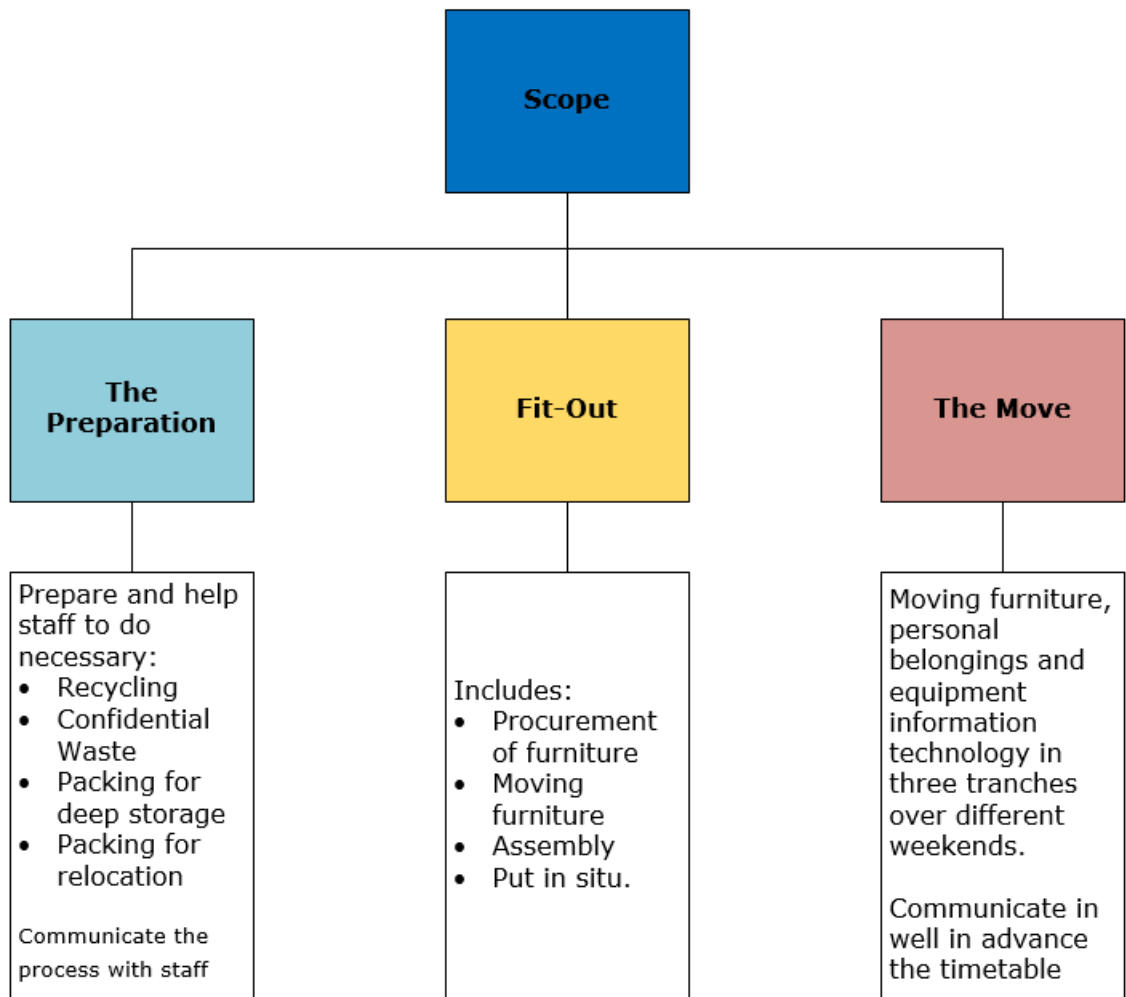 Scope
The
Preparation
Fit-Out
The Move
Prepare and help
staff to do
necessary:
• Recycling
• Confidential
Waste
• Packing for
deep storage
• Packing for
relocation
Communicate the
process with staff
Includes:
• Procurement
of furniture
• Moving
furniture
• Assembly
• Put in situ.
Moving furniture,
personal
belongings and
equipment
information
technology in
three tranches
over different
weekends.
Communicate in
well in advance
the timetable